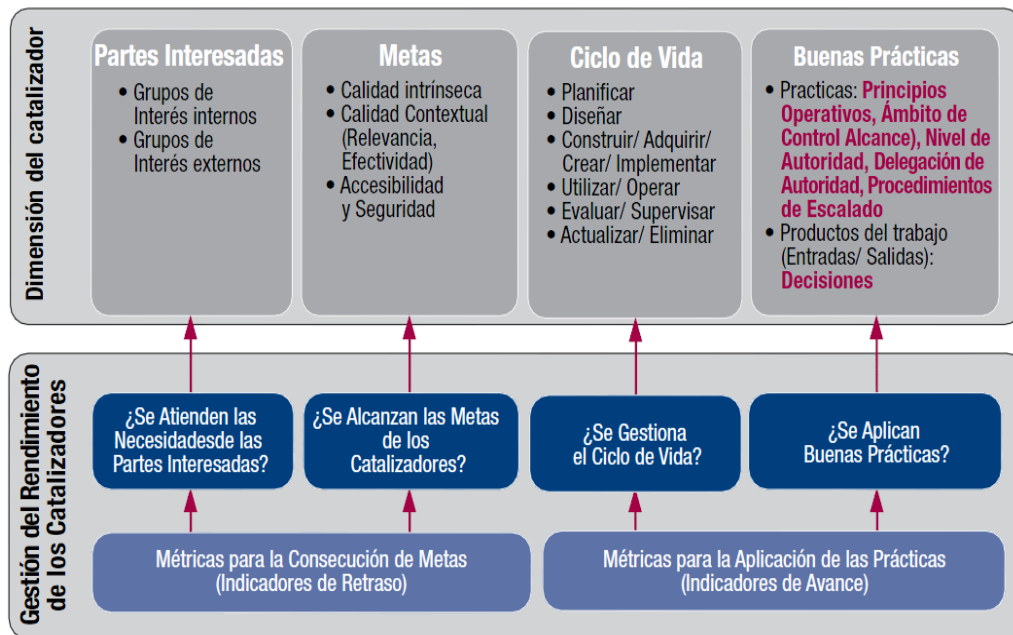 Dimensión del catalizador
Partes Interesadas
• Grupos de
Interés internos
• Grupos de
Interés externos
Metas
• Calidad intrínseca
• Calidad Contextual
(Relevancia,
Efectividad)
• Accesibilidad
y Seguridad
Ciclo de Vida
• Planificar
• Diseñar
• Construir/ Adquirir/
Crear/ Implementar
• Utilizar/ Operar
• Evaluar/ Supervisar
• Actualizar/ Eliminar
Buenas Prácticas
• Practicas: Principios
Operativos, Ámbito de
Control Alcance), Nivel de
Autoridad, Delegación de
Autoridad, Procedimientos
de Escalado
• Productos del trabajo
(Entradas/ Salidas):
Decisiones
Gestión del Rendimiento
de los Catalizadores
¿Se Atienden las
Necesidadesde las
Partes Interesadas?
¿Se Alcanzan las Metas
de los
Catalizadores?
¿Se Gestiona
el Ciclo de Vida?
¿Se Aplican
Buenas Prácticas?
Métricas para la Consecución de Metas
(Indicadores de Retraso)
Métricas para la Aplicación de las Prácticas
(Indicadores de Avance)